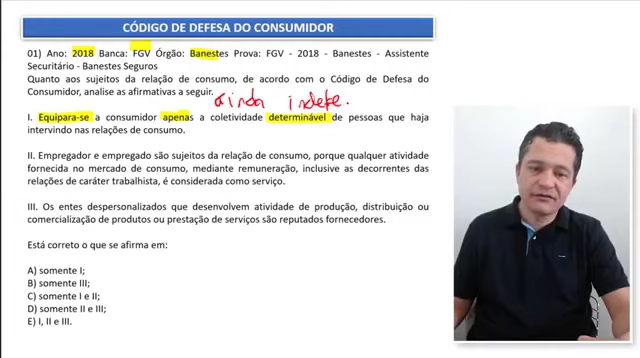 CÓDIGO DE DEFESA DO CONSUMIDOR
01) Ano: 2018 Banca: FGV Órgão: Banestes Prova: FGV - 2018 - Banestes - Assistente
Securitário - Banestes Seguros
Quanto aos sujeitos da relação de consumo, de acordo com o Código de Defesa do
Consumidor, analise as afirmativas a seguir.
ainda indete.
I. Equipara-se a consumidor apenas a coletividade determinável de pessoas que haja
intervindo nas relações de consumo.
II. Empregador e empregado são sujeitos da relação de consumo, porque qualquer atividade
fornecida no mercado de consumo, mediante remuneração, inclusive as decorrentes das
relações de caráter trabalhista, é considerada como serviço.
III. Os entes despersonalizados que desenvolvem atividade de produção, distribuição ou
comercialização de produtos ou prestação de serviços são reputados fornecedores.
Está correto o que se afirma em:
A) somente I;
B) somente III;
C) somente I e II;
D) somente II e III;
E) I, II e III.